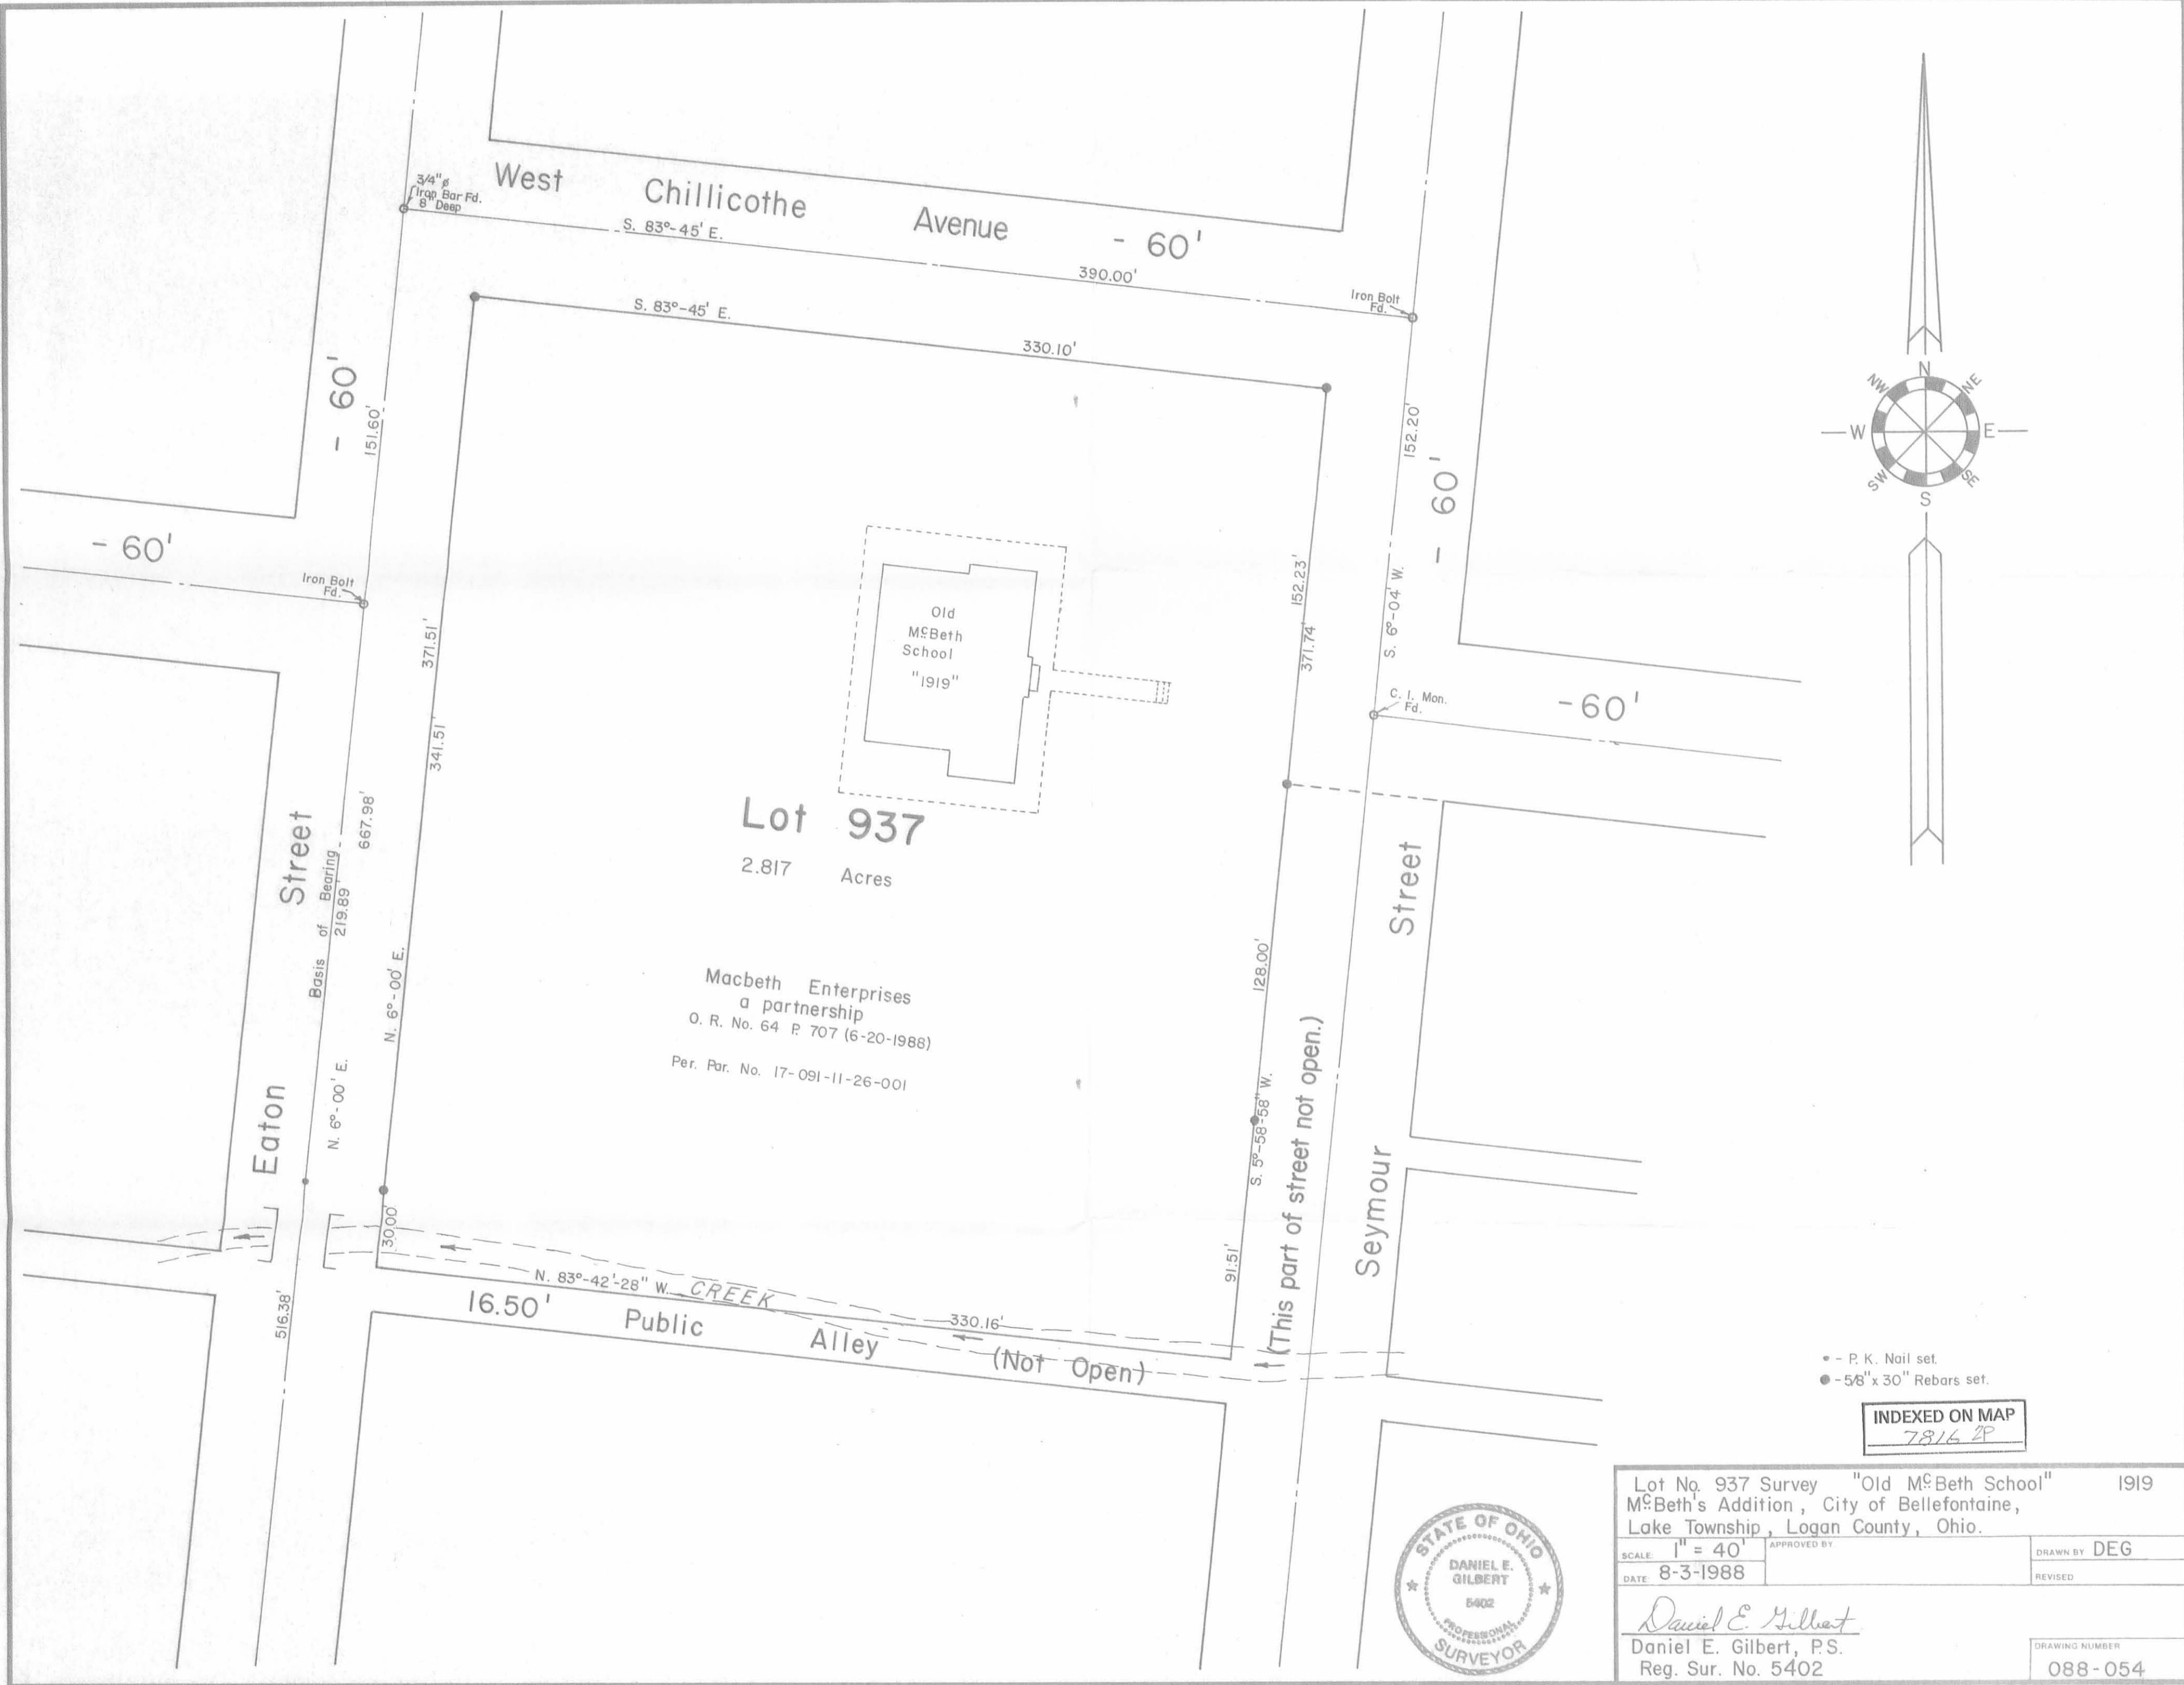 3/4" ø
Iron Bar Fd.
8" Deep
West Chillicothe Avenue - 60'
S. 83°-45' E.
390.00'
Iron Bolt
Fd.
S. 83°-45' E.
330.10'
- 60'
151.60'
- 60'
Iron Bolt
Fd.
371.51'
341.51'
N. 6°-00' E.
30.00'
Eaton Street
Basis of Bearing
219.89'
667.98'
N. 6°-00' E.
516.38'
Old
McBeth
School
"1919"
Lot 937
2.817 Acres
Macbeth Enterprises
a partnership
O. R. No. 64 P. 707 (6-20-1988)
Per. Par. No. 17-091-11-26-001
152.20'
- 60'
S. 6°-04' W.
152.23'
371.74'
C. I. Mon.
Fd.
- 60'
128.00'
S. 5°-58'-58" W.
91.51'
(This part of street not open.)
Seymour Street
N. 83°-42'-28" W.
CREEK
330.16'
16.50' Public Alley (Not Open)
N
NE
E
SE
S
SW
W
NW
- P. K. Nail set.
- 5/8" x 30" Rebars set.
INDEXED ON MAP
7816 2P
STATE OF OHIO
DANIEL E.
GILBERT
5402
PROFESSIONAL
SURVEYOR
Lot No. 937 Survey "Old McBeth School" 1919
McBeth's Addition, City of Bellefontaine,
Lake Township, Logan County, Ohio.
SCALE: 1" = 40'
APPROVED BY:
DRAWN BY DEG
DATE: 8-3-1988
REVISED
Daniel E. Gilbert
Daniel E. Gilbert, P.S.
Reg. Sur. No. 5402
DRAWING NUMBER
088-054